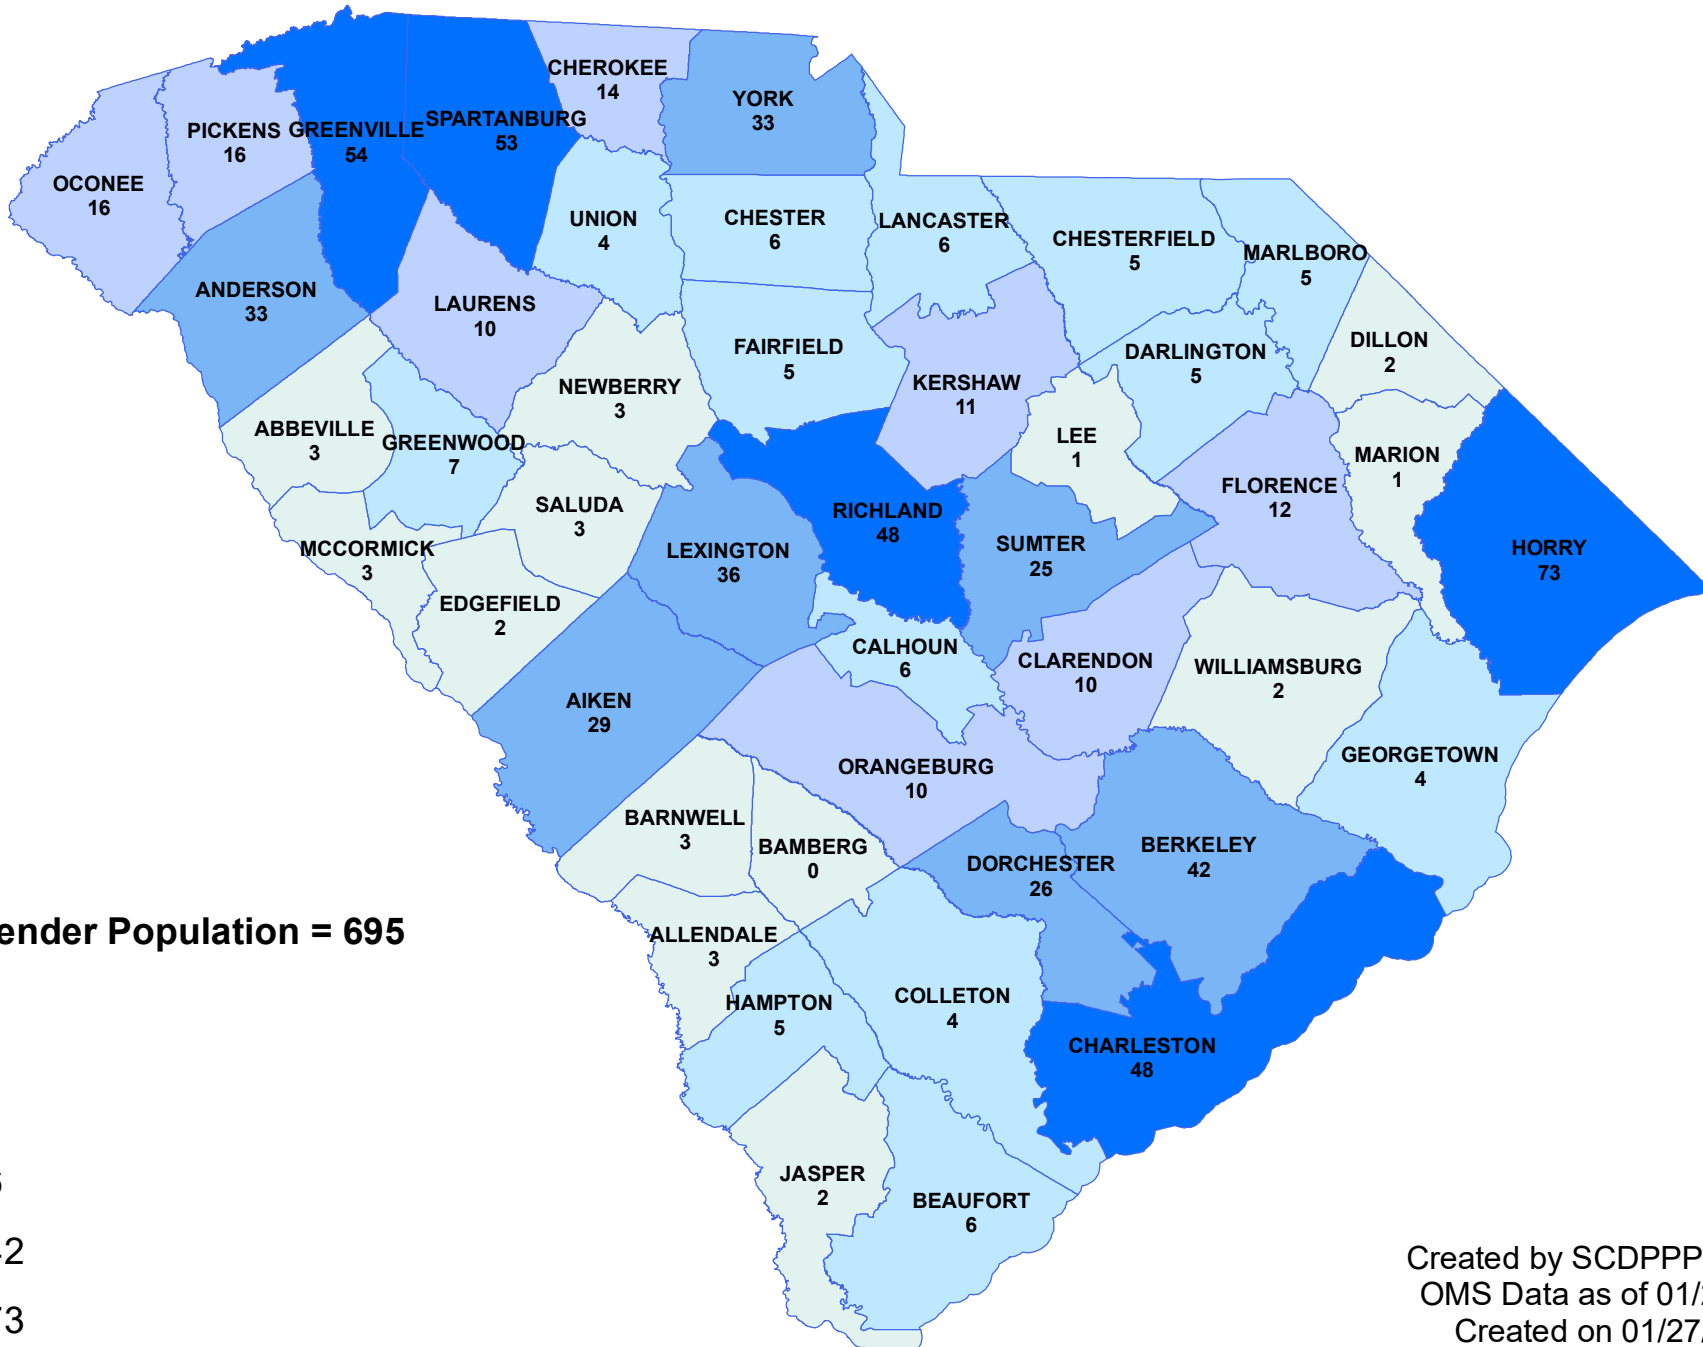 CHEROKEE
14
YORK
33
SPARTANBURG
53
PICKENS
16
GREENVILLE
54
OCONEE
16
UNION
4
CHESTER
6
LANCASTER
6
CHESTERFIELD
5
MARLBORO
5
ANDERSON
33
LAURENS
10
FAIRFIELD
5
DARLINGTON
5
DILLON
2
NEWBERRY
3
KERSHAW
11
ABBEVILLE
3
GREENWOOD
7
LEE
1
MARION
1
FLORENCE
12
SALUDA
3
RICHLAND
48
MCCORMICK
3
LEXINGTON
36
SUMTER
25
HORRY
73
EDGEFIELD
2
CALHOUN
6
CLARENDON
10
WILLIAMSBURG
2
AIKEN
29
ORANGEBURG
10
GEORGETOWN
4
BARNWELL
3
BAMBERG
0
DORCHESTER
26
BERKELEY
42
ender Population = 695
ALLENDALE
3
HAMPTON
5
COLLETON
4
CHARLESTON
48
JASPER
2
BEAUFORT
6
Created by SCDPPP
OMS Data as of 01/
Created on 01/27/